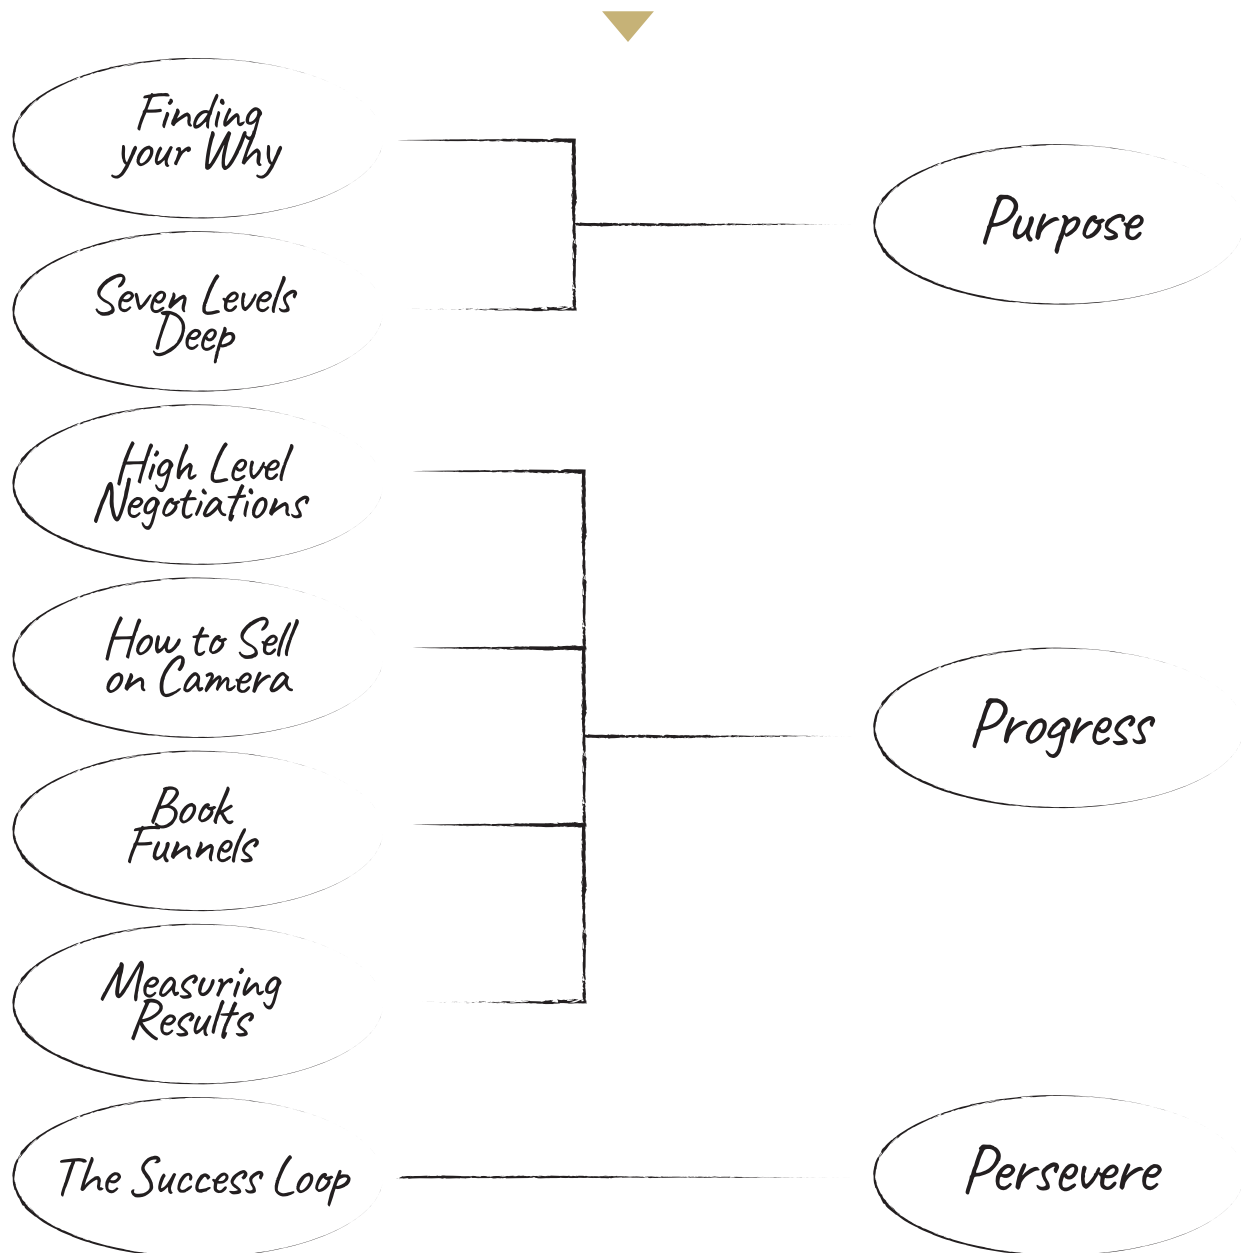 Finding
your Why
Purpose
Seven Levels
Deep
High Level
Negotiations
How to Sell
on Camera
Progress
Book
Funnels
Measuring
Results
The Success Loop
Persevere